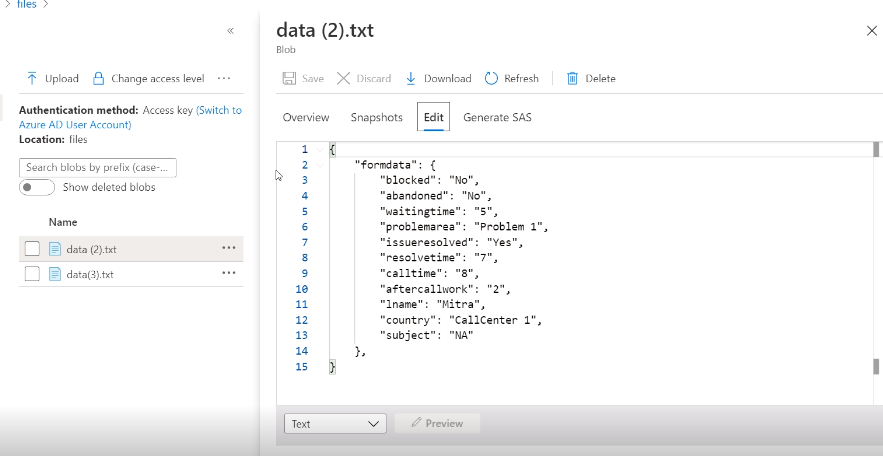 > files >
«
Upload Change access level ...
Authentication method: Access key (Switch to
Azure AD User Account)
Location: files
Search blobs by prefix (case-...
Show deleted blobs
Name
data (2).txt ...
data(3).txt ...
data (2).txt
Blob
Save Discard Download Refresh Delete
Overview Snapshots Edit Generate SAS
1 {
2 "formdata": {
3 "blocked": "No",
4 "abandoned": "No",
5 "waitingtime": "5",
6 "problemarea": "Problem 1",
7 "issueresolved": "Yes",
8 "resolvetime": "7",
9 "calltime": "8",
10 "aftercallwork": "2",
11 "lname": "Mitra",
12 "country": "CallCenter 1",
13 "subject": "NA"
14 },
15 }
Text Preview